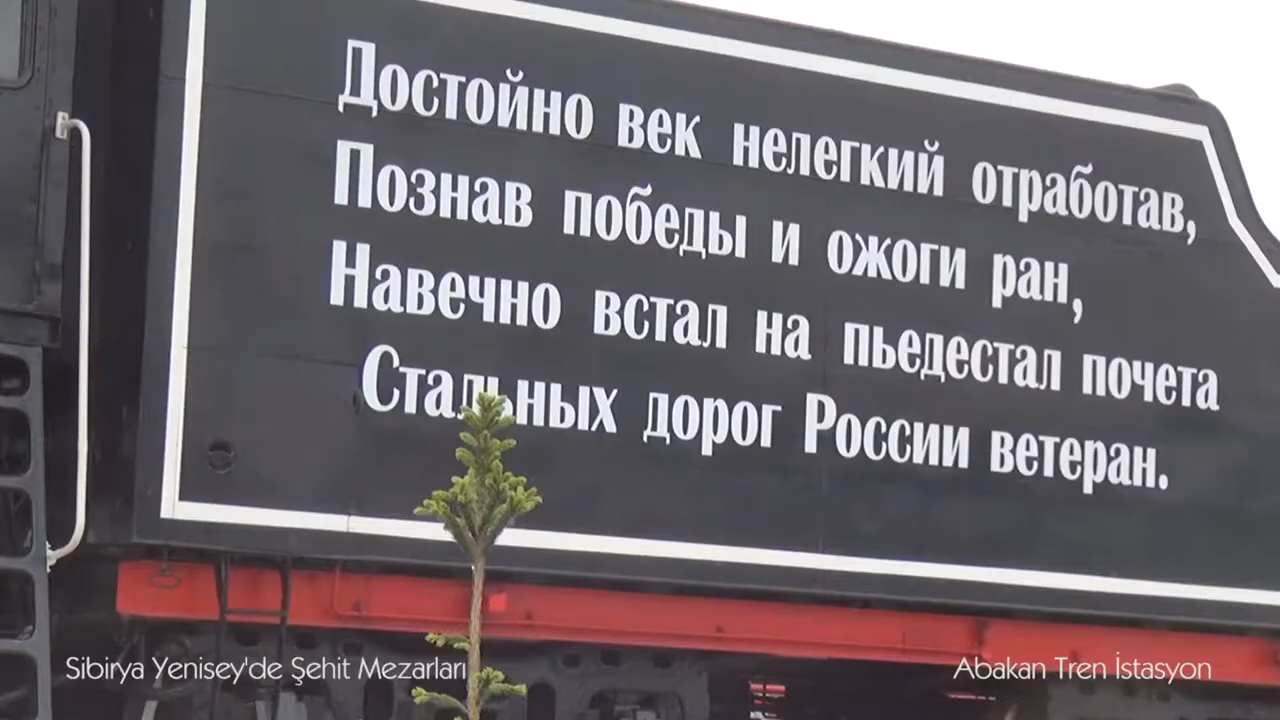 Достойно век нелегкий отработав,
Познав победы и ожоги ран,
Навечно встал на пьедестал почета
Стальных дорог России ветеран.
Sibirya Yenisey'de Şehit Mezarları
Abakan Tren İstasyon